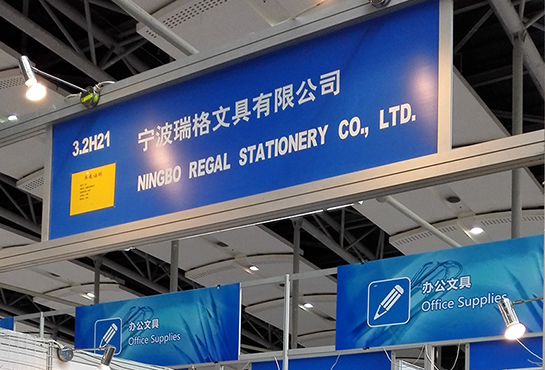 3.2H21
宁波瑞格文具有限公司
NINGBO REGAL STATIONERY CO., LTD.
办公文具
Office Supplies
办公文具
Office Supplies